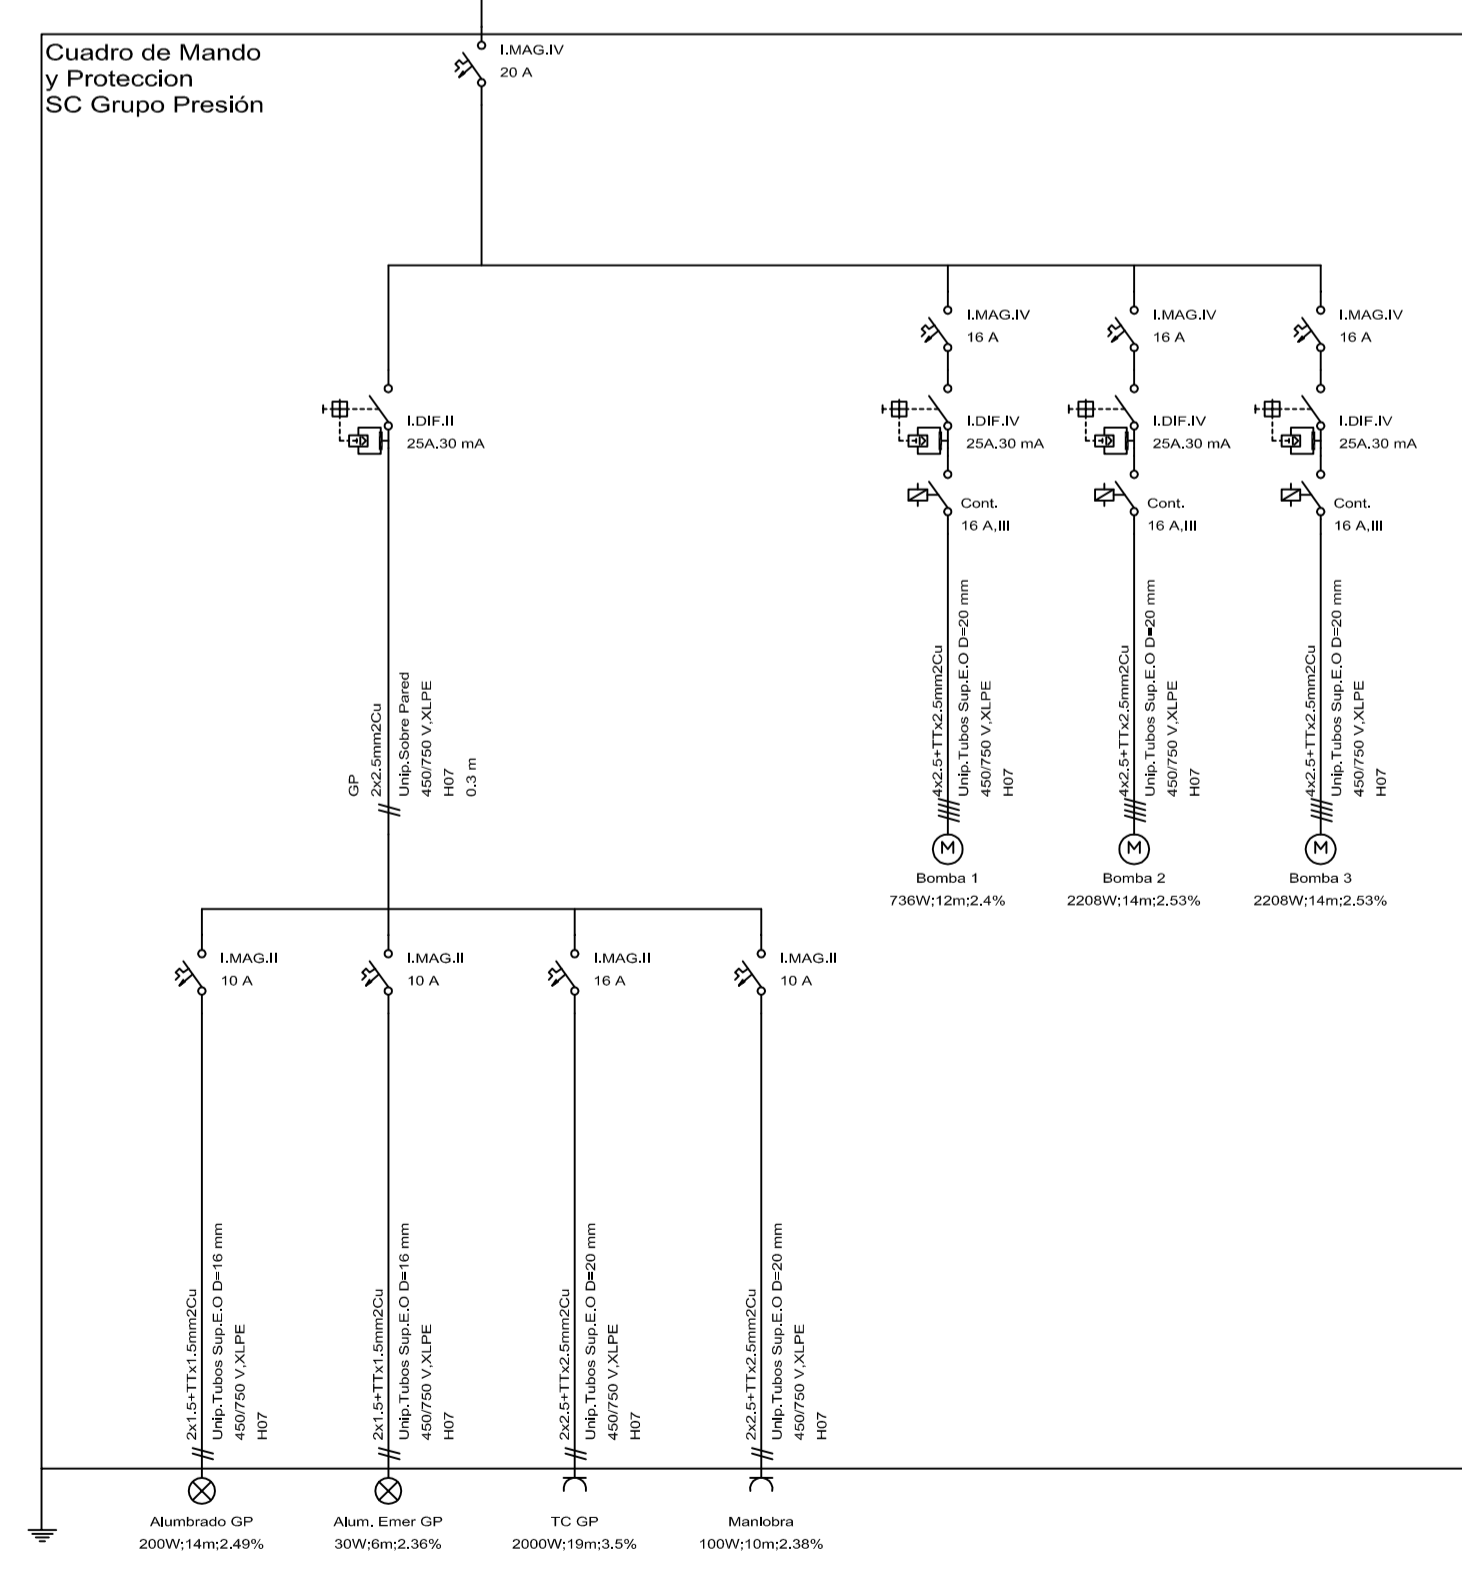 Cuadro de Mando
y Proteccion
SC Grupo Presión
I.MAG.IV
20 A
I.MAG.IV
16 A
I.MAG.IV
16 A
I.MAG.IV
16 A
I.DIF.II
25A.30 mA
I.DIF.IV
25A.30 mA
I.DIF.IV
25A.30 mA
I.DIF.IV
25A.30 mA
Cont.
16 A,III
Cont.
16 A,III
Cont.
16 A,III
GP
2x2.5mm2Cu
Unip.Sobre Pared
450/750 V,XLPE
H07
0.3 m
4x2.5+TTx2.5mm2Cu
Unip.Tubos Sup.E.O D=20 mm
450/750 V,XLPE
H07
4x2.5+TTx2.5mm2Cu
Unip.Tubos Sup.E.O D=20 mm
450/750 V,XLPE
H07
4x2.5+TTx2.5mm2Cu
Unip.Tubos Sup.E.O D=20 mm
450/750 V,XLPE
H07
M
M
M
Bomba 1
736W;12m;2.4%
Bomba 2
2208W;14m;2.53%
Bomba 3
2208W;14m;2.53%
I.MAG.II
10 A
I.MAG.II
10 A
I.MAG.II
16 A
I.MAG.II
10 A
2x1.5+TTx1.5mm2Cu
Unip.Tubos Sup.E.O D=16 mm
450/750 V,XLPE
H07
2x1.5+TTx1.5mm2Cu
Unip.Tubos Sup.E.O D=16 mm
450/750 V,XLPE
H07
2x2.5+TTx2.5mm2Cu
Unip.Tubos Sup.E.O D=20 mm
450/750 V,XLPE
H07
2x2.5+TTx2.5mm2Cu
Unip.Tubos Sup.E.O D=20 mm
450/750 V,XLPE
H07
Alumbrado GP
200W;14m;2.49%
Alum. Emer GP
30W;6m;2.36%
TC GP
2000W;19m;3.5%
Maniobra
100W;10m;2.38%